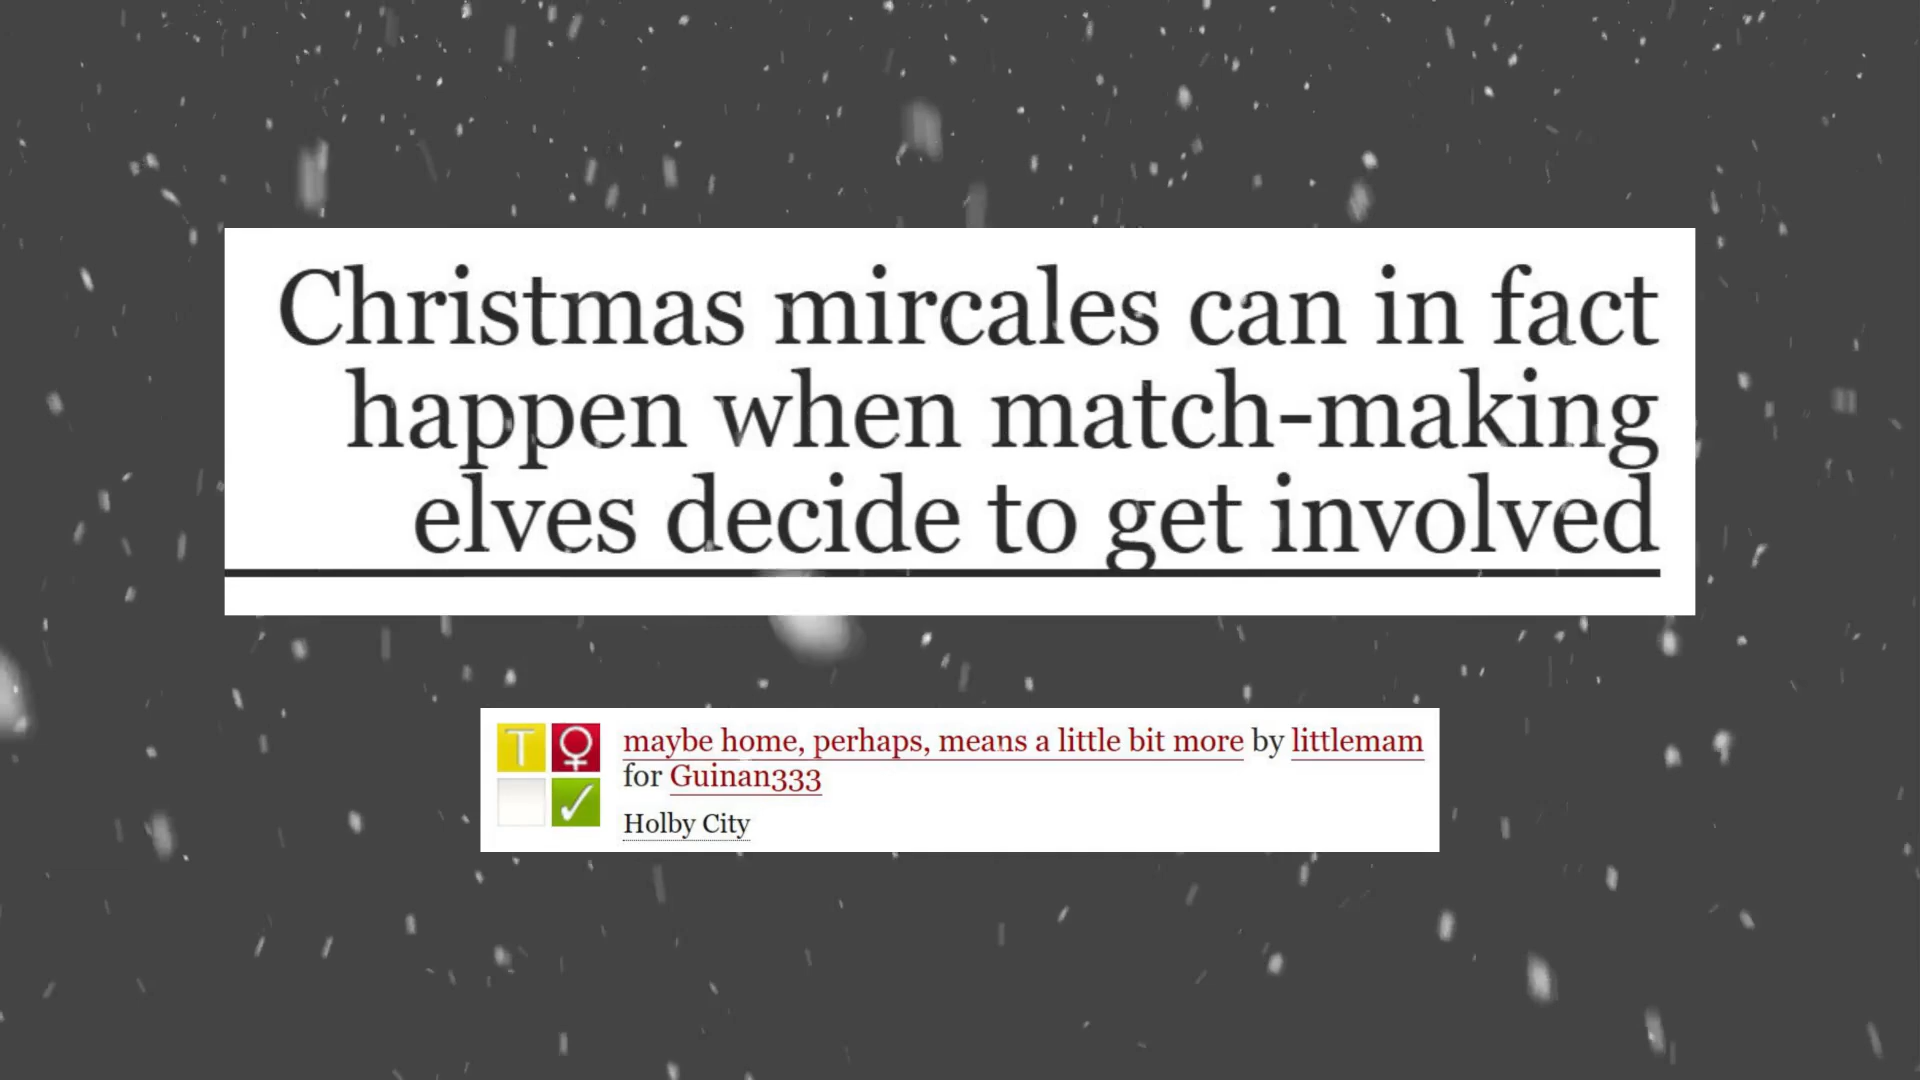 Christmas mircales can in fact
happen when match-making
elves decide to get involved
T
maybe home, perhaps, means a little bit more by littlemam
for Guinan333
Holby City